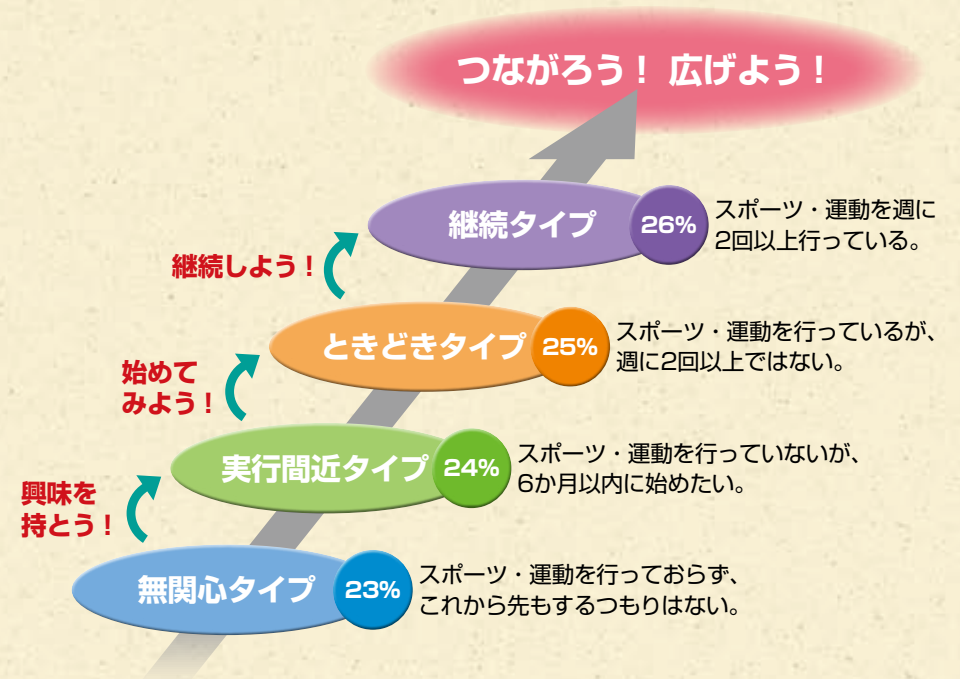 つながろう！ 広げよう！
継続タイプ
26%
スポーツ・運動を週に
2回以上行っている。
継続しよう！
ときどきタイプ
25%
スポーツ・運動を行っているが、
週に2回以上ではない。
始めて
みよう！
実行間近タイプ
24%
スポーツ・運動を行っていないが、
6か月以内に始めたい。
興味を
持とう！
無関心タイプ
23%
スポーツ・運動を行っておらず、
これから先もするつもりはない。